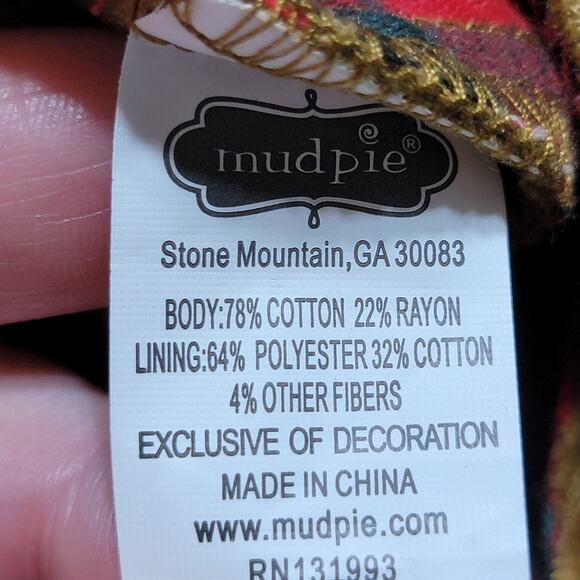 mudpie®
Stone Mountain,GA 30083
BODY:78% COTTON 22% RAYON
LINING:64% POLYESTER 32% COTTON
4% OTHER FIBERS
EXCLUSIVE OF DECORATION
MADE IN CHINA
www.mudpie.com
RN131993